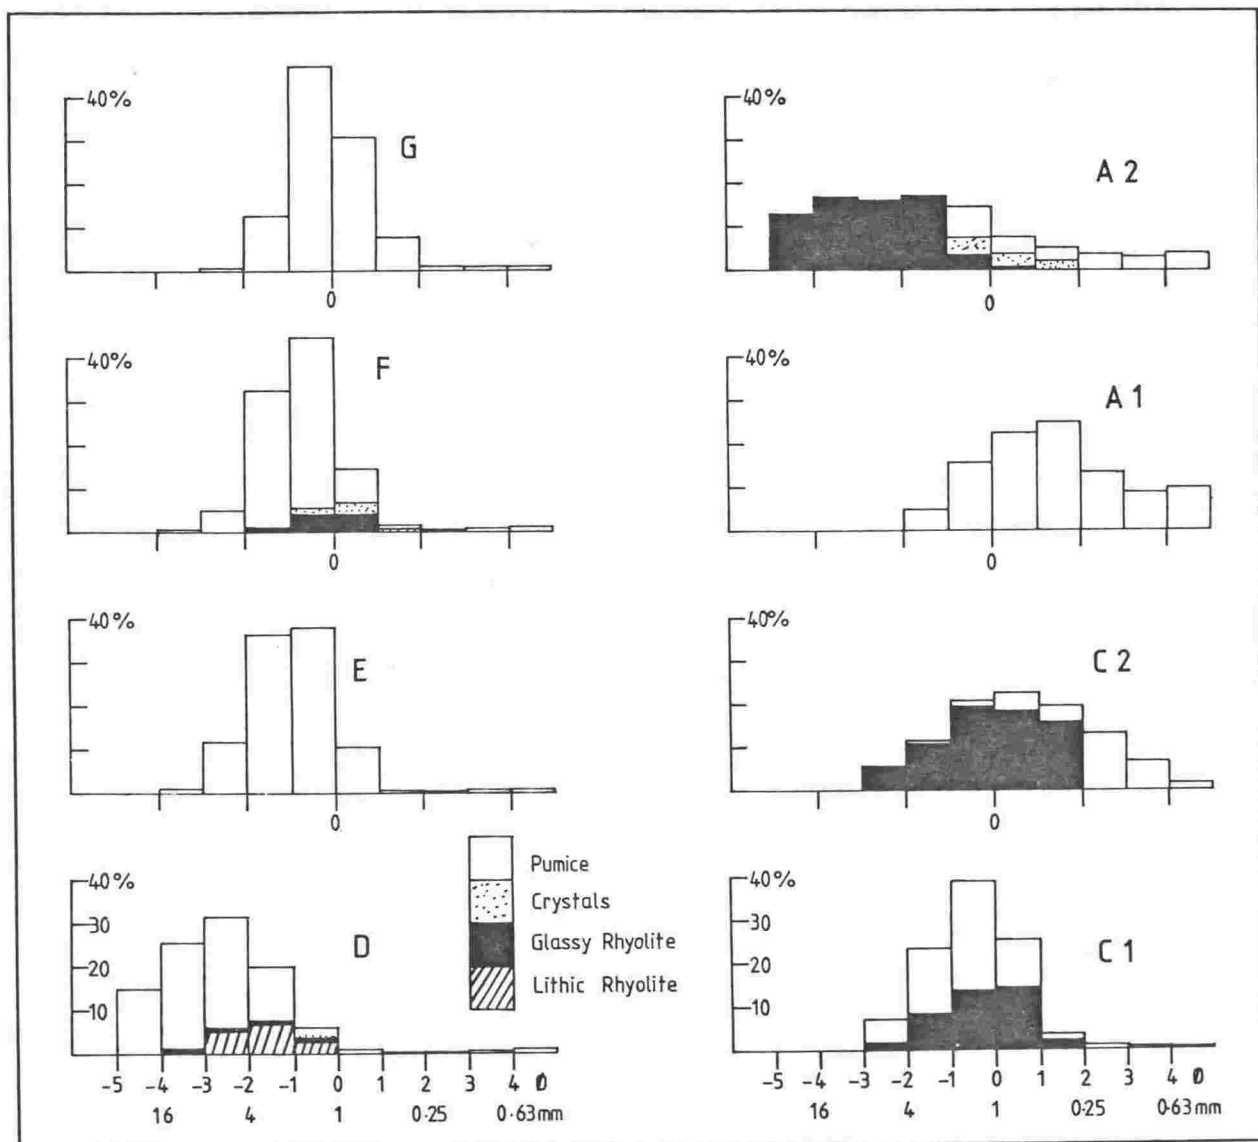 40%
G
0
40%
A 2
0
40%
F
0
40%
A 1
0
40%
E
0
40%
C 2
0
40%
30
20
10
D
-5 -4 -3 -2 -1 0 1 2 3 4 Ø
16 4 1 0·25 0·63mm
Pumice
Crystals
Glassy Rhyolite
Lithic Rhyolite
40%
30
20
10
C 1
-5 -4 -3 -2 -1 0 1 2 3 4 Ø
16 4 1 0·25 0·63mm